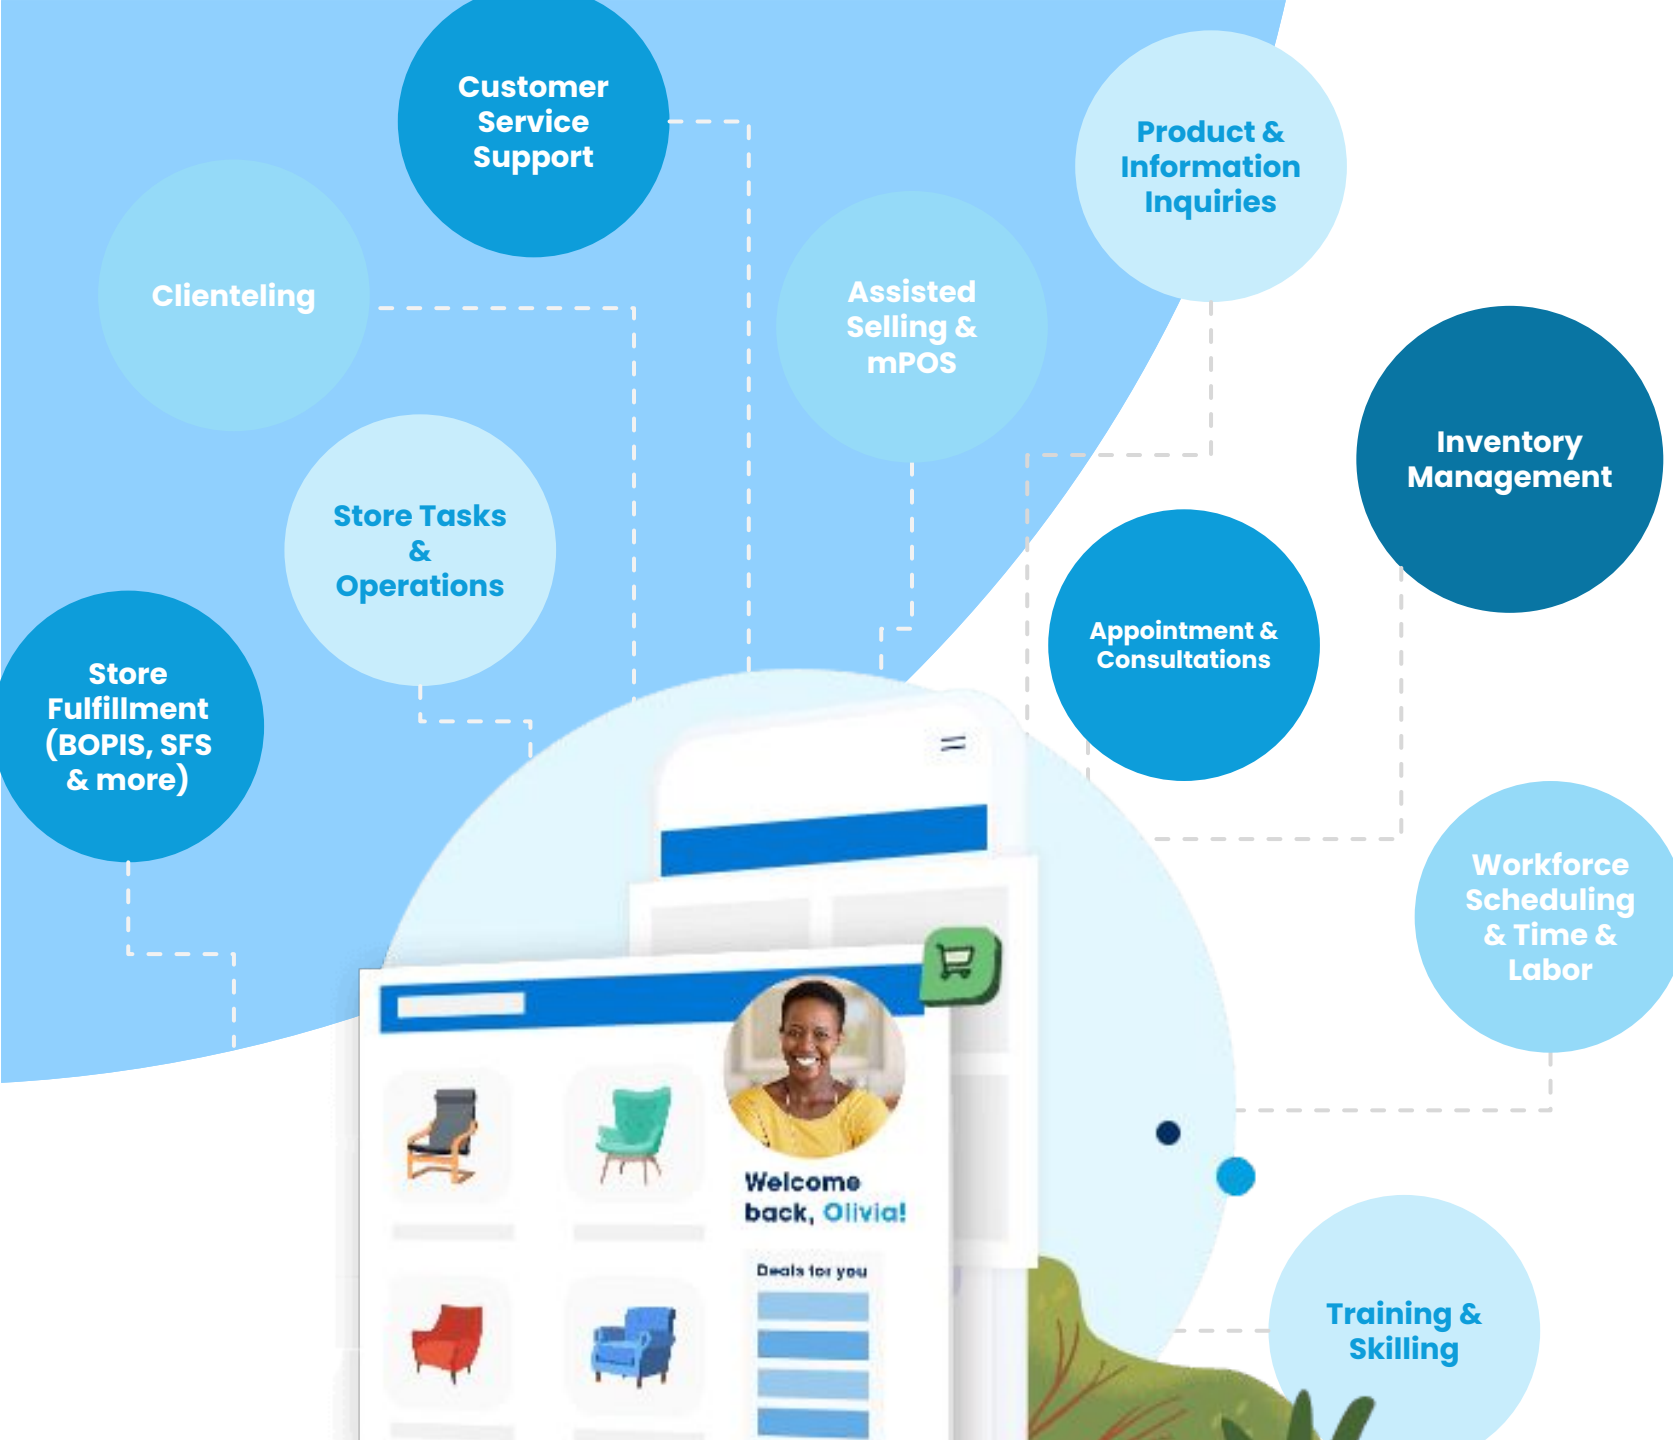 Customer
Service
Support
Product &
Information
Inquiries
Clienteling
Assisted
Selling &
mPOS
Inventory
Management
Store Tasks
&
Operations
Appointment &
Consultations
Store
Fulfillment
(BOPIS, SFS
& more)
Workforce
Scheduling
& Time &
Labor
Welcome
back, Olivia!
Deals for you
Training &
Skilling